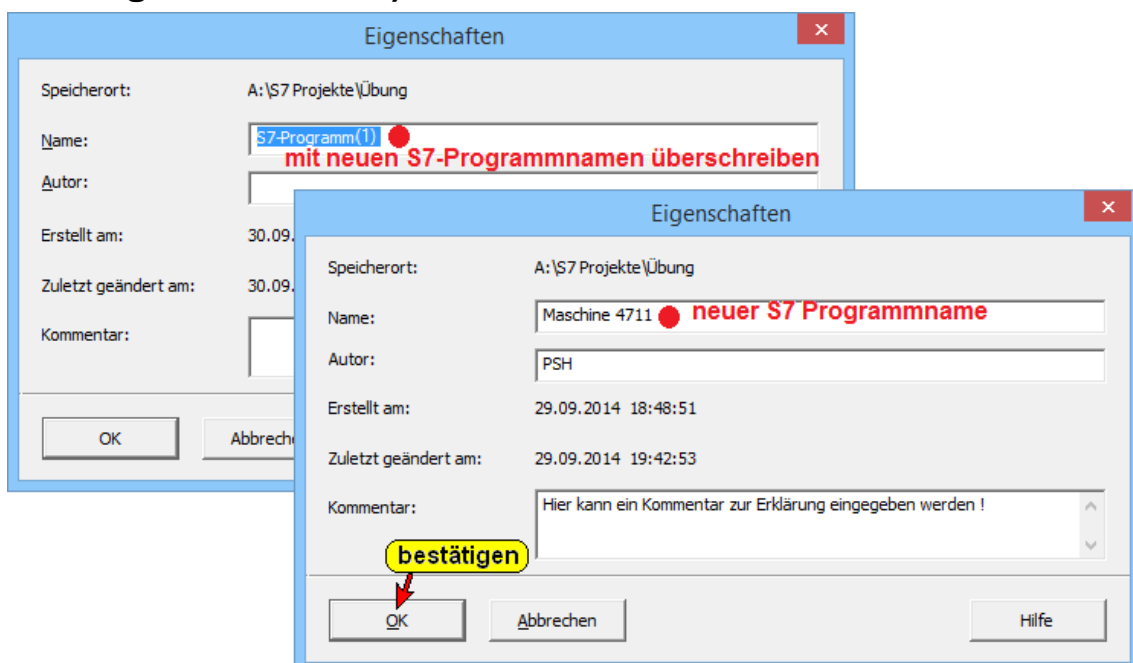 Eigenschaften
Speicherort: A:\S7 Projekte\Übung
Name: S7-Programm(1)
mit neuen S7-Programmnamen überschreiben
Autor:
Erstellt am: 30.09.
Zuletzt geändert am: 30.09.
Kommentar:
OK
Eigenschaften
Speicherort: A:\S7 Projekte\Übung
Name: Maschine 4711 neuer S7 Programmname
Autor: PSH
Erstellt am: 29.09.2014 18:48:51
Zuletzt geändert am: 29.09.2014 19:42:53
Kommentar: Hier kann ein Kommentar zur Erklärung eingegeben werden !
bestätigen
OK Abbrechen Hilfe